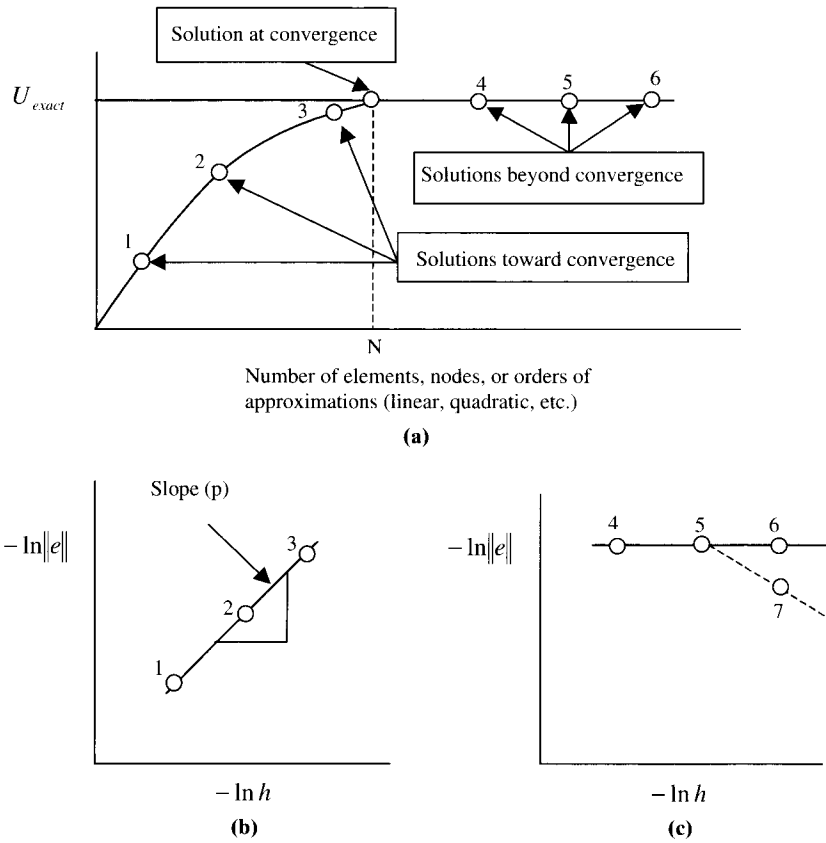 Solution at convergence
U exact
4
5
6
3
2
Solutions beyond convergence
1
Solutions toward convergence
N
Number of elements, nodes, or orders of
approximations (linear, quadratic, etc.)
(a)
Slope (p)
− ln||e||
3
2
1
− ln h
(b)
− ln||e||
4
5
6
7
− ln h
(c)